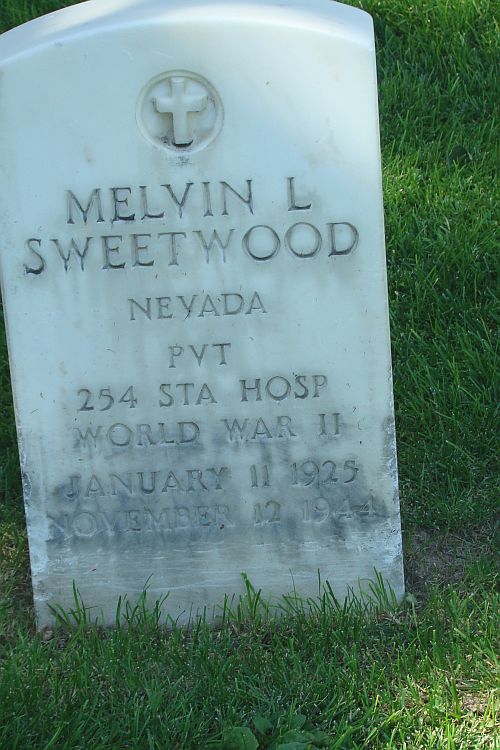 MELVIN L
SWEETWOOD
NEVADA
PVT
254 STA HOSP
WORLD WAR II
JANUARY 11 1925
NOVEMBER 12 1944